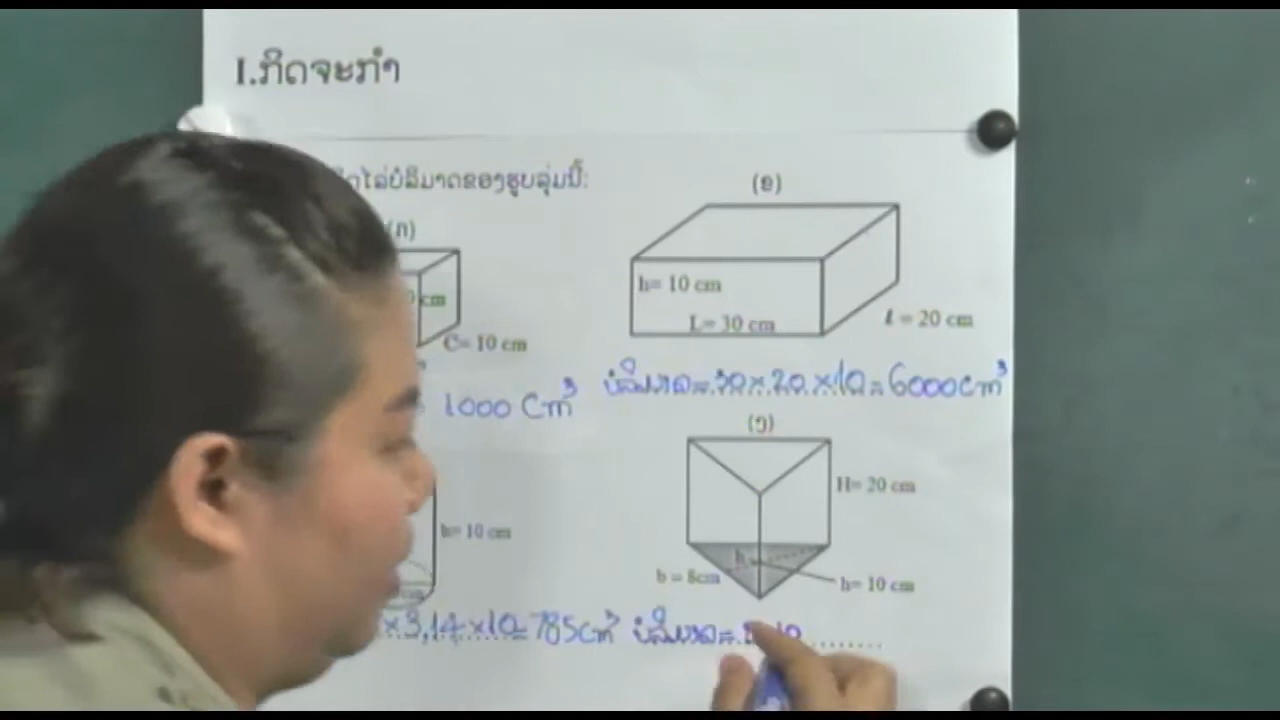 I.ກິດຈະກຳ
ໄລ່ບໍລິມາດຂອງຮູບລຸ່ມນີ້:
(ກ)
(ຂ)
cm
C= 10 cm
h= 10 cm
L= 30 cm
ℓ = 20 cm
1000 Cm³
ບໍລິມາດ= 30 × 20 × 10 = 6000cm³
(ງ)
H= 20 cm
h= 10 cm
h
b = 8cm
h= 10 cm
×3,14 ×10 = 785cm³
ບໍລິມາດ=